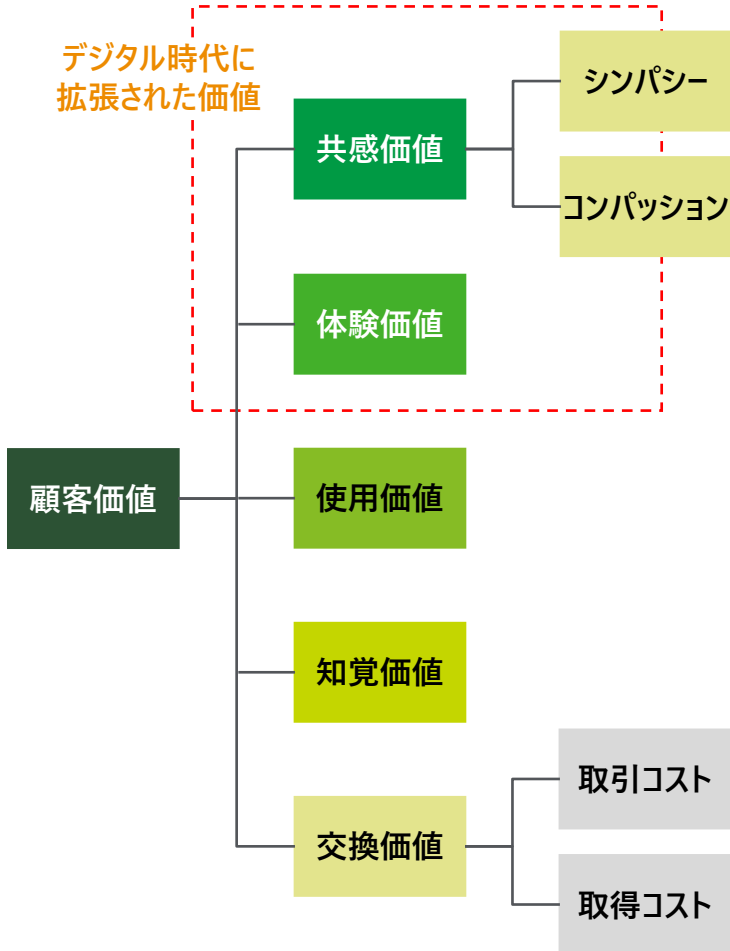 デジタル時代に
拡張された価値
シンパシー
共感価値
コンパッション
体験価値
顧客価値
使用価値
知覚価値
取引コスト
交換価値
取得コスト